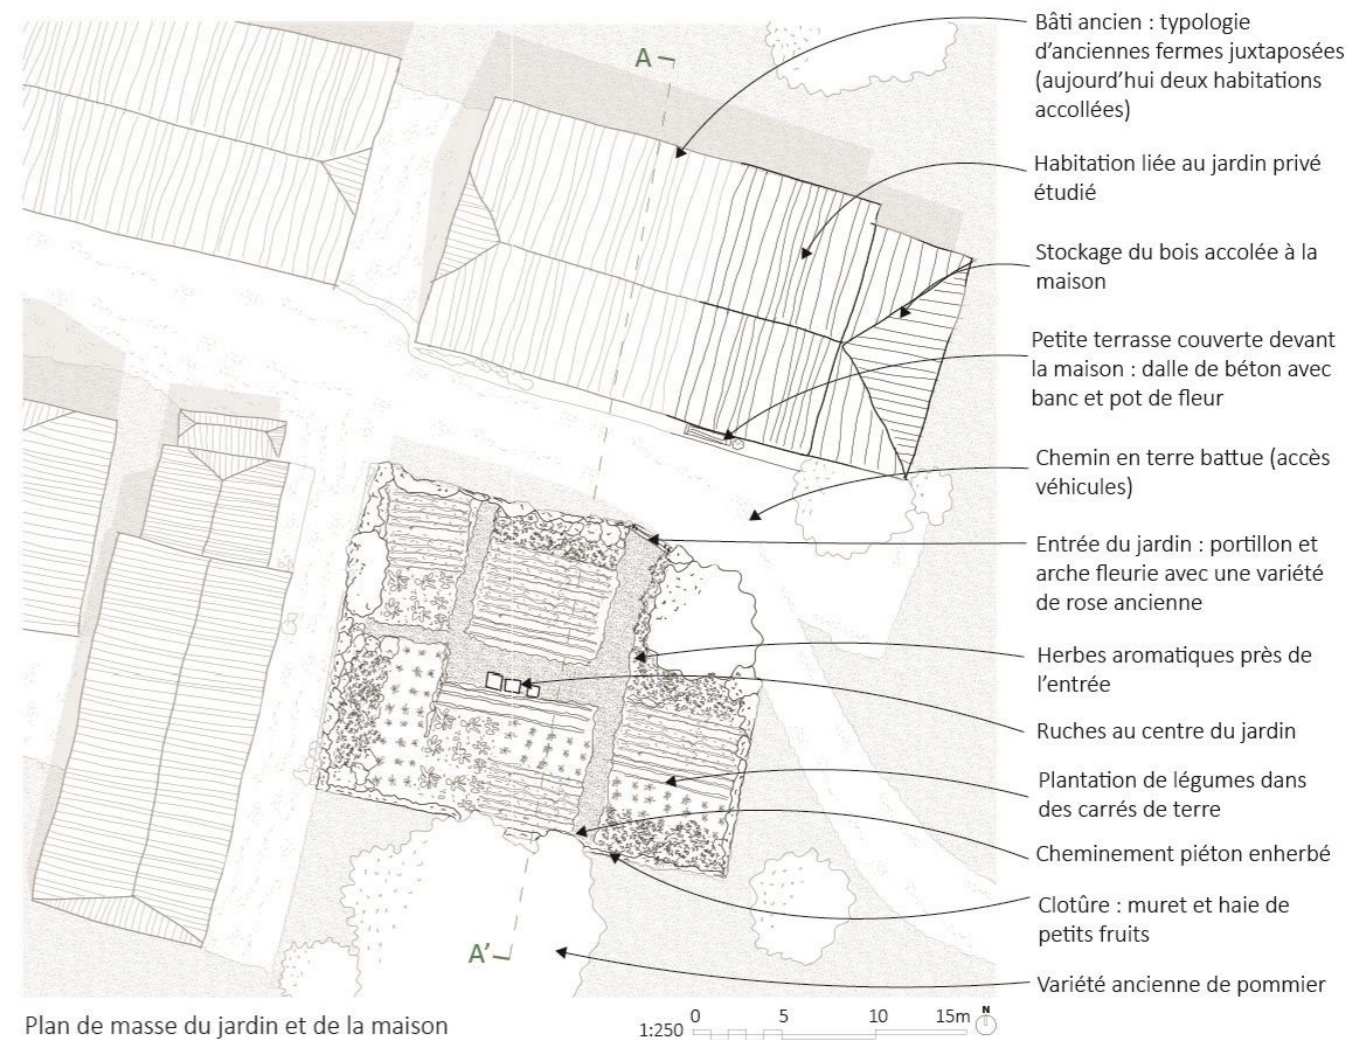 A
Bâti ancien : typologie
d'anciennes fermes juxtaposées
(aujourd'hui deux habitations
accollées)
Habitation liée au jardin privé
étudié
Stockage du bois accolée à la
maison
Petite terrasse couverte devant
la maison : dalle de béton avec
banc et pot de fleur
Chemin en terre battue (accès
véhicules)
Entrée du jardin : portillon et
arche fleurie avec une variété
de rose ancienne
Herbes aromatiques près de
l'entrée
Ruches au centre du jardin
Plantation de légumes dans
des carrés de terre
Cheminement piéton enherbé
Clotûre : muret et haie de
petits fruits
Variété ancienne de pommier
A'
Plan de masse du jardin et de la maison
1:250
0 5 10 15m
N